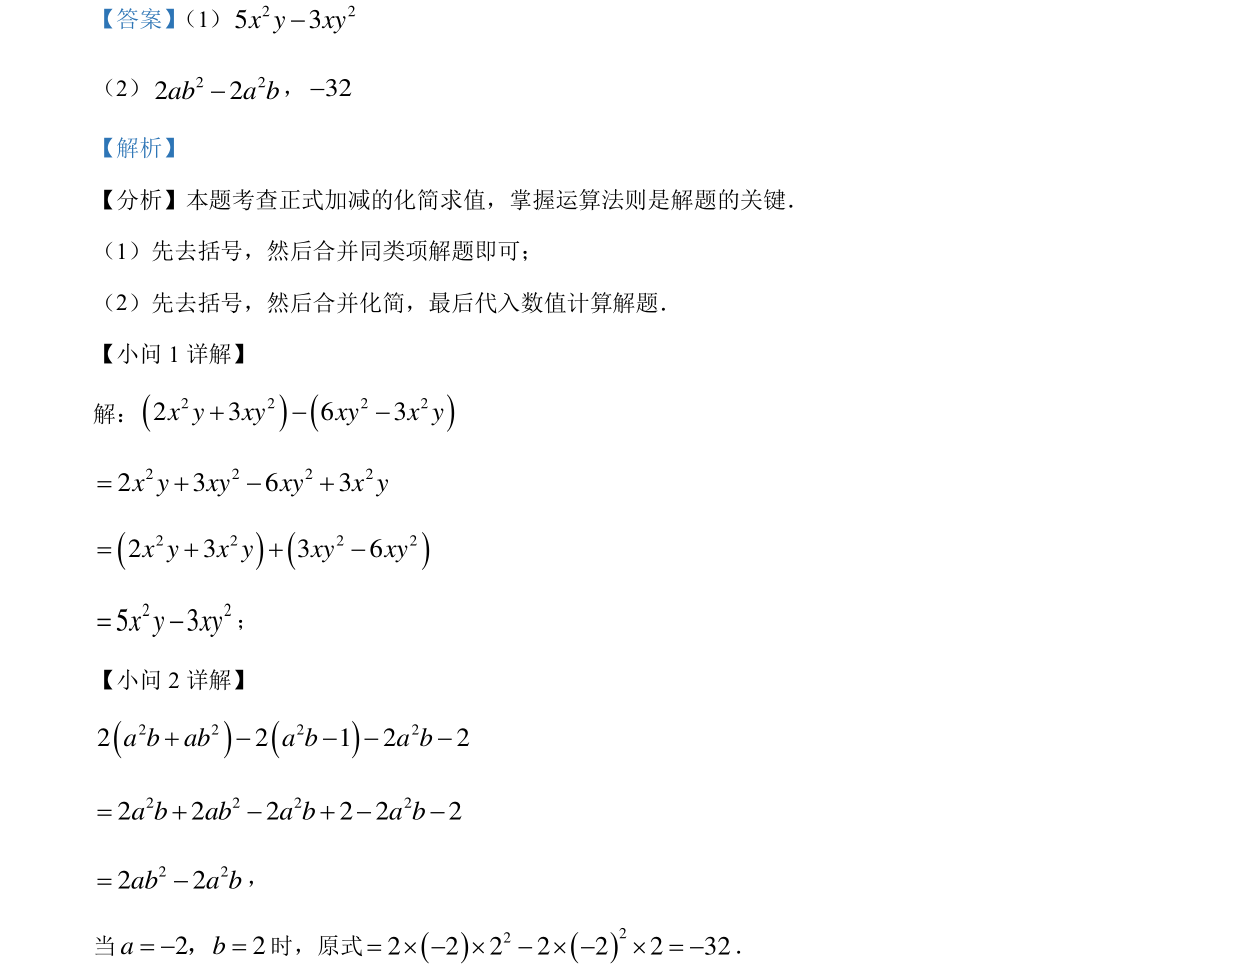 【答案】（1）5x²y－3xy²
（2）2ab²－2a²b，－32
【解析】
【分析】本题考查正式加减的化简求值，掌握运算法则是解题的关键．
（1）先去括号，然后合并同类项解题即可；
（2）先去括号，然后合并化简，最后代入数值计算解题．
【小问 1 详解】
解：(2x²y+3xy²)−(6xy²−3x²y)
=2x²y+3xy²−6xy²+3x²y
=(2x²y+3x²y)+(3xy²−6xy²)
=5x²y−3xy²；
【小问 2 详解】
2(a²b+ab²)−2(a²b−1)−2a²b−2
=2a²b+2ab²−2a²b+2−2a²b−2
=2ab²−2a²b，
当a=−2，b=2时，原式=2×(−2)×2²−2×(−2)²×2=−32．